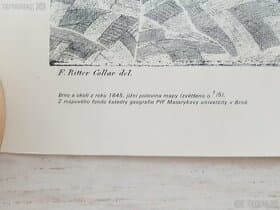 F. Ritter Collar del.
Brno a okolí z roku 1845, jižní polovina mapy (zvětšeno o 1/5).
Z mapového fondu katedry geografie PřF Masarykovy univerzity v Brně